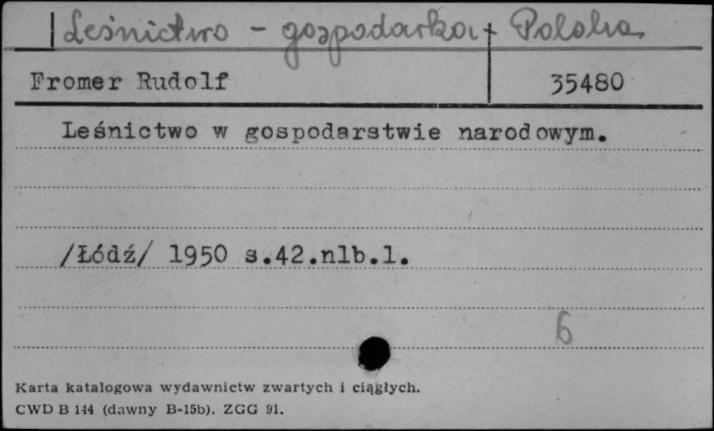 Leśnictwo - gospodarka + Polska
Fromer Rudolf 35480
Leśnictwo w gospodarstwie narodowym.
/Łódź/ 1950 s.42.nlb.1.
6
Karta katalogowa wydawnictw zwartych i ciągłych.
CWD B 144 (dawny B-15b). ZGG 91.